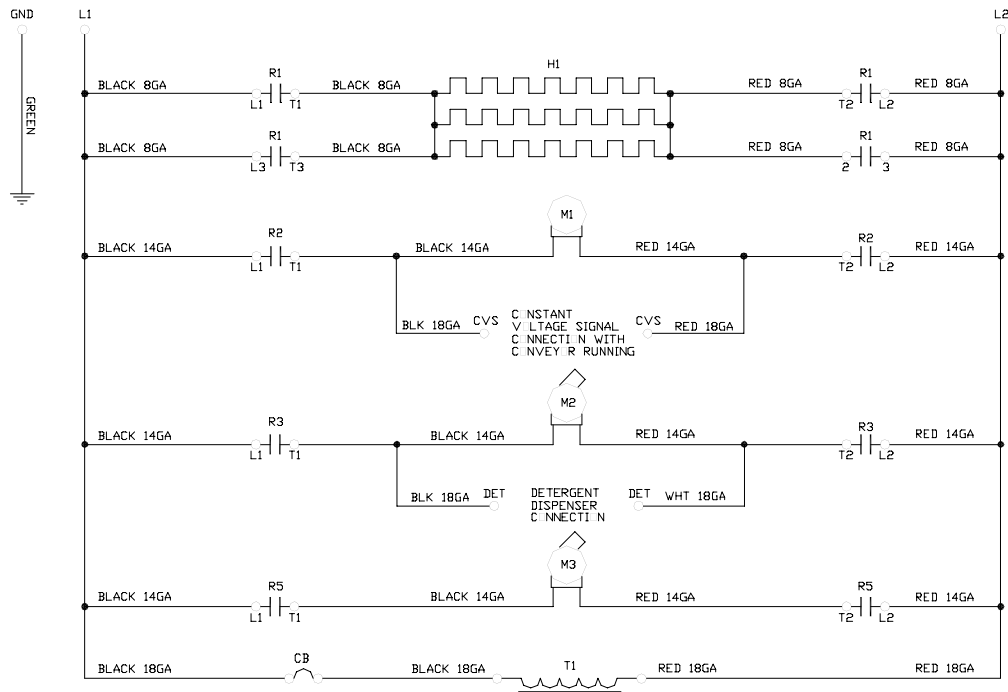 GND L1 L2
H1
BLACK 8GA R1 BLACK 8GA RED 8GA R1 RED 8GA
L1 T1 T2 L2
GREEN
BLACK 8GA R1 BLACK 8GA RED 8GA R1 RED 8GA
L3 T3 2 3
M1
BLACK 14GA R2 BLACK 14GA RED 14GA R2 RED 14GA
L1 T1 T2 L2
BLK 18GA CVS CVS RED 18GA
CONSTANT
VOLTAGE SIGNAL
CONNECTION WITH
CONVEYOR RUNNING
M2
BLACK 14GA R3 BLACK 14GA RED 14GA R3 RED 14GA
L1 T1 T2 L2
BLK 18GA DET DET WHT 18GA
DETERGENT
DISPENSER
CONNECTION
M3
BLACK 14GA R5 BLACK 14GA RED 14GA R5 RED 14GA
L1 T1 T2 L2
BLACK 18GA CB BLACK 18GA T1 RED 18GA RED 18GA